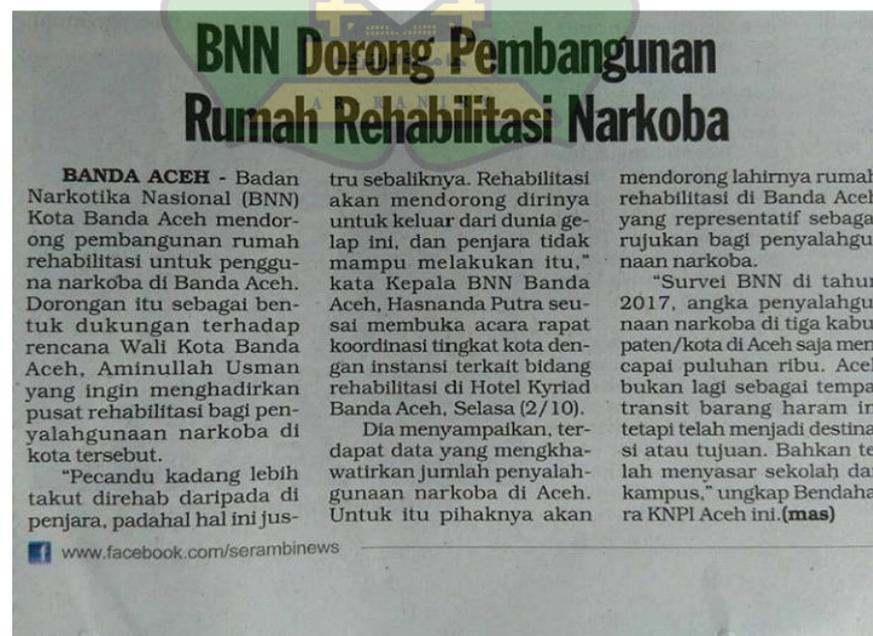 BNN Dorong Pembangunan
Rumah Rehabilitasi Narkoba
AR-RANIRY
BANDA ACEH - Badan
Narkotika Nasional (BNN)
Kota Banda Aceh mendor-
ong pembangunan rumah
rehabilitasi untuk penggu-
na narkoba di Banda Aceh.
Dorongan itu sebagai ben-
tuk dukungan terhadap
rencana Wali Kota Banda
Aceh, Aminullah Usman
yang ingin menghadirkan
pusat rehabilitasi bagi pen-
yalahgunaan narkoba di
kota tersebut.
"Pecandu kadang lebih
takut direhab daripada di
penjara, padahal hal ini jus-
tru sebaliknya. Rehabilitasi
akan mendorong dirinya
untuk keluar dari dunia ge-
lap ini, dan penjara tidak
mampu melakukan itu,"
kata Kepala BNN Banda
Aceh, Hasnanda Putra seu-
sai membuka acara rapat
koordinasi tingkat kota den-
gan instansi terkait bidang
rehabilitasi di Hotel Kyriad
Banda Aceh, Selasa (2/10).
Dia menyampaikan, ter-
dapat data yang mengkha-
watirkan jumlah penyalah-
gunaan narkoba di Aceh.
Untuk itu pihaknya akan
mendorong lahirnya rumah
rehabilitasi di Banda Aceh
yang representatif sebaga
rujukan bagi penyalahgu
naan narkoba.
"Survei BNN di tahun
2017, angka penyalahgu
naan narkoba di tiga kabu
paten/kota di Aceh saja men
capai puluhan ribu. Aceh
bukan lagi sebagai tempa
transit barang haram in
tetapi telah menjadi destina
si atau tujuan. Bahkan te
lah menyasar sekolah dan
kampus," ungkap Bendaha
ra KNPI Aceh ini.(mas)
www.facebook.com/serambinews